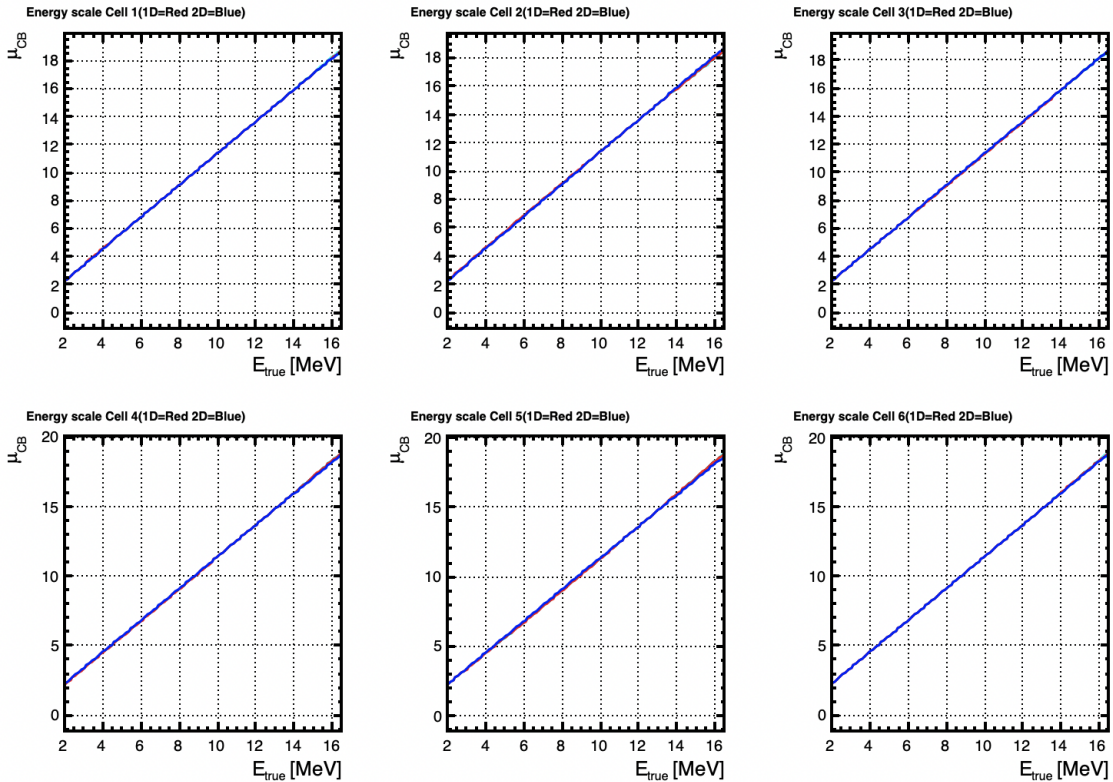 Energy scale Cell 1(1D=Red 2D=Blue)
μCB
18
16
14
12
10
8
6
4
2
0
2 4 6 8 10 12 14 16
Etrue [MeV]
Energy scale Cell 2(1D=Red 2D=Blue)
μCB
18
16
14
12
10
8
6
4
2
0
2 4 6 8 10 12 14 16
Etrue [MeV]
Energy scale Cell 3(1D=Red 2D=Blue)
μCB
18
16
14
12
10
8
6
4
2
0
2 4 6 8 10 12 14 16
Etrue [MeV]
Energy scale Cell 4(1D=Red 2D=Blue)
μCB
20
15
10
5
0
2 4 6 8 10 12 14 16
Etrue [MeV]
Energy scale Cell 5(1D=Red 2D=Blue)
μCB
20
15
10
5
0
2 4 6 8 10 12 14 16
Etrue [MeV]
Energy scale Cell 6(1D=Red 2D=Blue)
μCB
20
15
10
5
0
2 4 6 8 10 12 14 16
Etrue [MeV]